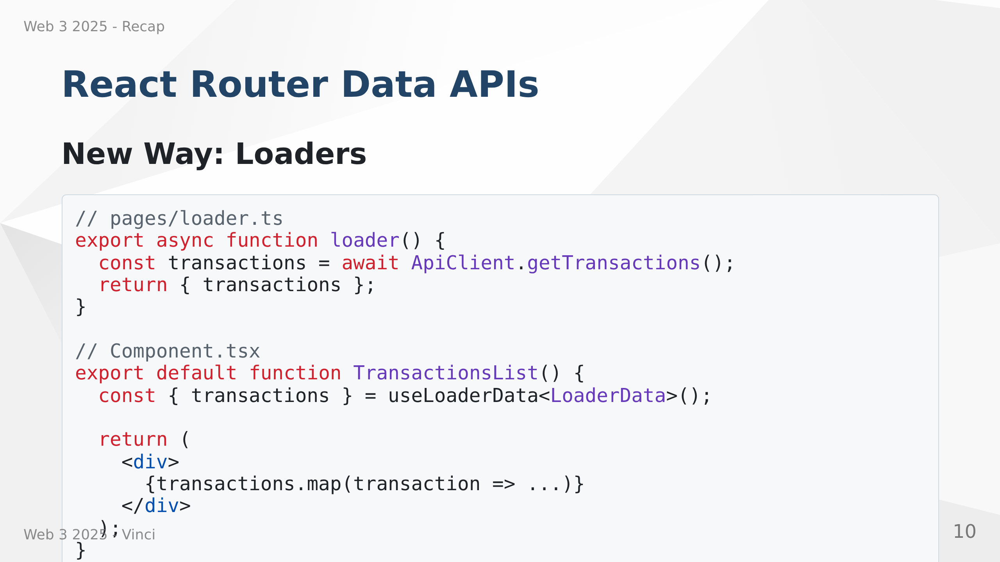 Web 3 2025 - Recap
React Router Data APIs
New Way: Loaders
// pages/loader.ts
export async function loader() {
  const transactions = await ApiClient.getTransactions();
  return { transactions };
}

// Component.tsx
export default function TransactionsList() {
  const { transactions } = useLoaderData<LoaderData>();

  return (
    <div>
      {transactions.map(transaction => ...)}
    </div>
  );
}
Web 3 2025 - Vinci
10